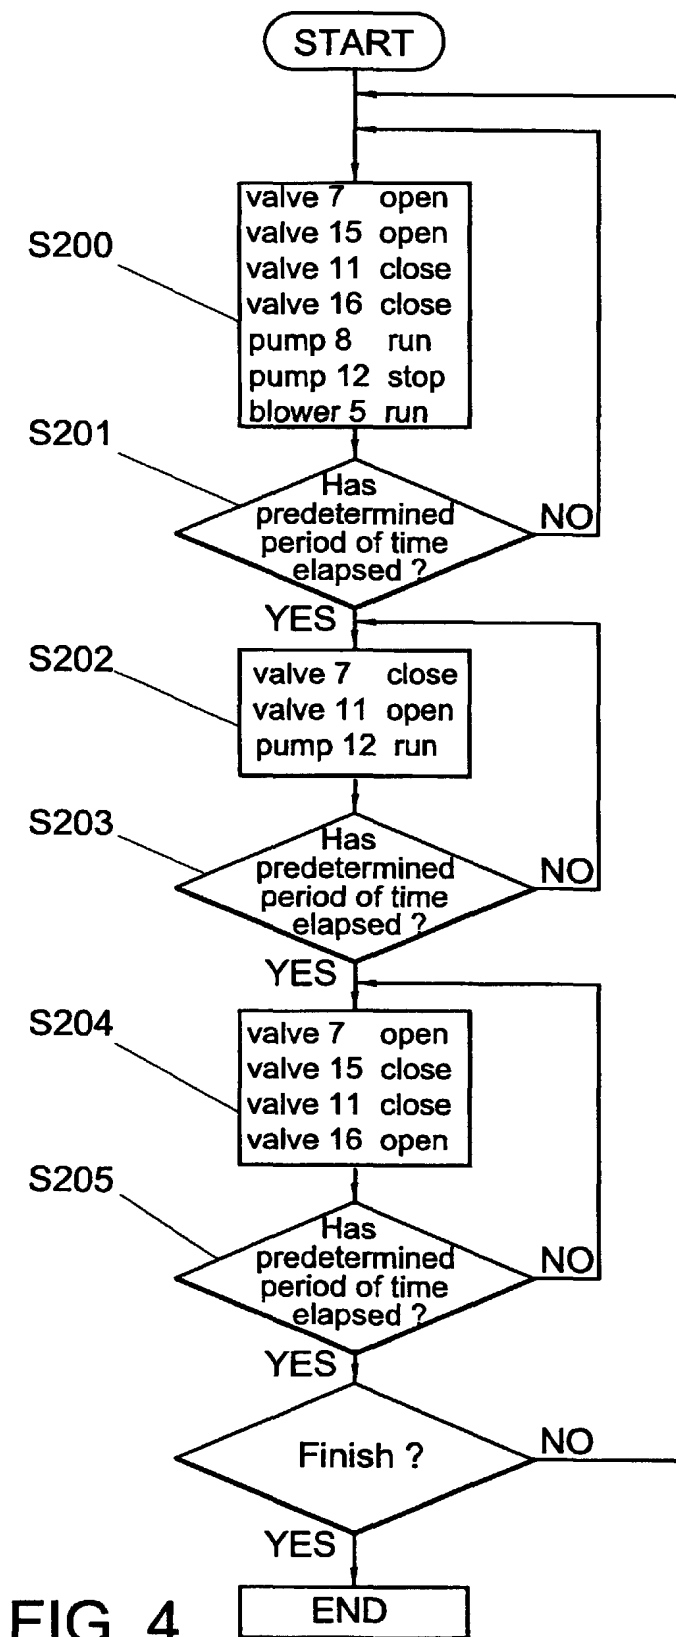 START
S200
valve 7 open
valve 15 open
valve 11 close
valve 16 close
pump 8 run
pump 12 stop
blower 5 run
S201
Has
predetermined
period of time
elapsed ?
NO
YES
S202
valve 7 close
valve 11 open
pump 12 run
S203
Has
predetermined
period of time
elapsed ?
NO
YES
S204
valve 7 open
valve 15 close
valve 11 close
valve 16 open
S205
Has
predetermined
period of time
elapsed ?
NO
YES
Finish ?
NO
YES
END
FIG. 4